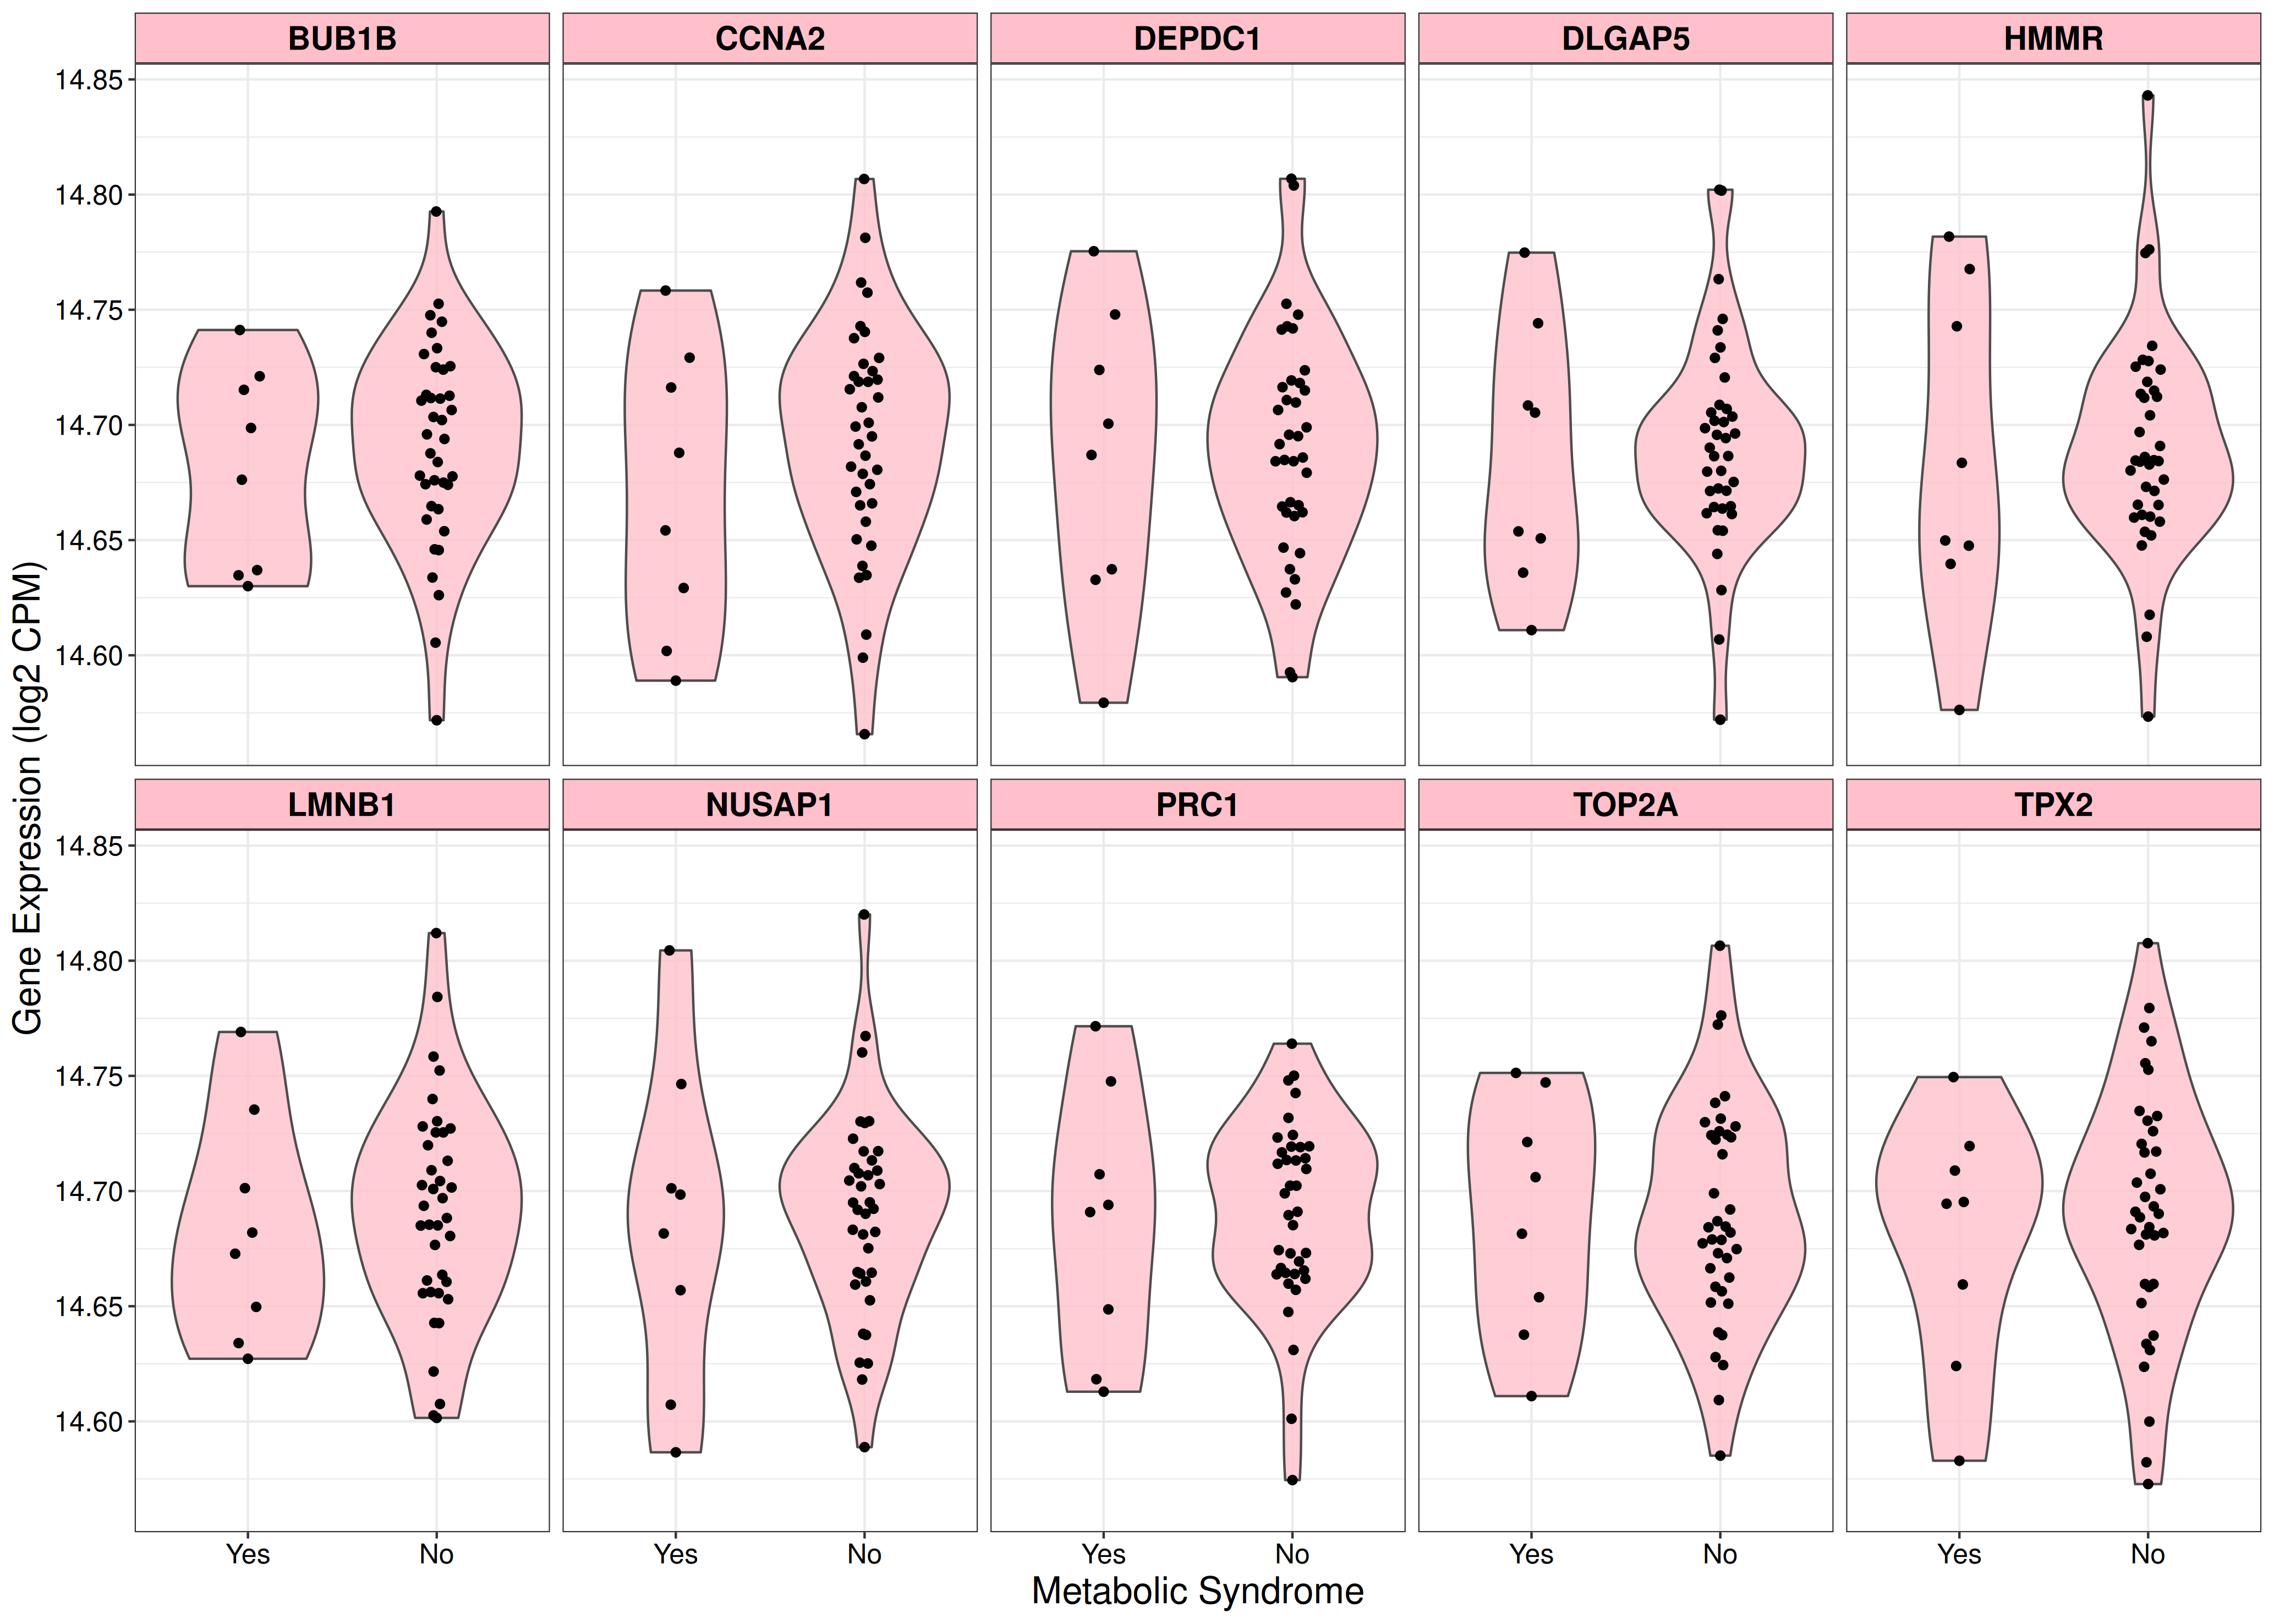 BUB1B CCNA2 DEPDC1 DLGAP5 HMMR
14.85
14.80
14.75
14.70
14.65
14.60
LMNB1 NUSAP1 PRC1 TOP2A TPX2
14.85
14.80
14.75
14.70
14.65
14.60
Gene Expression (log2 CPM)
Yes No Yes No Yes No Yes No Yes No
Metabolic Syndrome